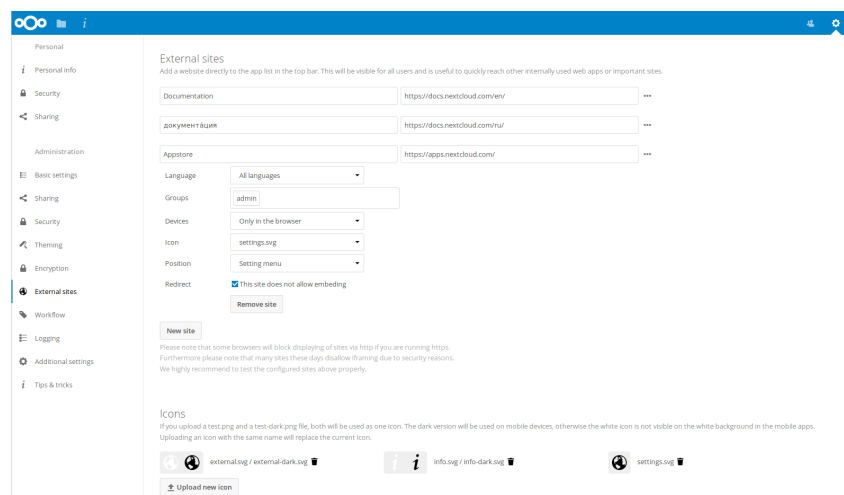 Personal
Personal info
Security
Sharing
Administration
Basic settings
Sharing
Security
Theming
Encryption
External sites
Workflow
Logging
Additional settings
Tips & tricks
External sites
Add a website directly to the app list in the top bar. This will be visible for all users and is useful to quickly reach other internally used web apps or important sites.
Documentation https://docs.nextcloud.com/en/
документа́ция https://docs.nextcloud.com/ru/
Appstore https://apps.nextcloud.com/
Language All languages
Groups admin
Devices Only in the browser
Icon settings.svg
Position Setting menu
Redirect This site does not allow embeding
Remove site
New site
Please note that some browsers will block displaying of sites via http if you are running https.
Furthermore please note that many sites these days disallow iframing due to security reasons.
We highly recommend to test the configured sites above properly.
Icons
If you upload a test.png and a test-dark.png file, both will be used as one icon. The dark version will be used on mobile devices, otherwise the white icon is not visible on the white background in the mobile apps.
Uploading an icon with the same name will replace the current icon.
external.svg / external-dark.svg info.svg / info-dark.svg settings.svg
Upload new icon